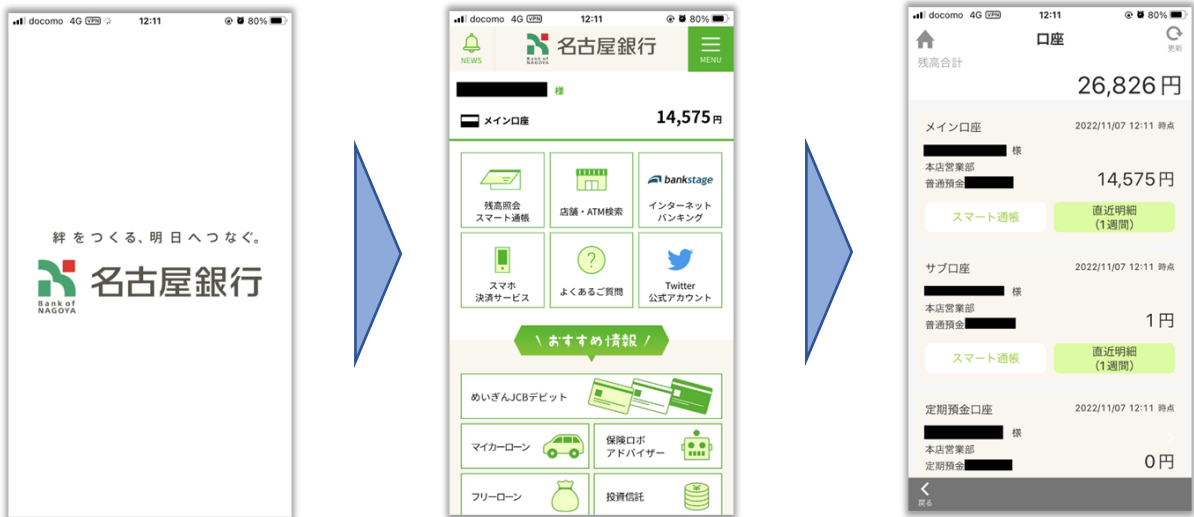 docomo 4G VPN 12:11 80%
絆をつくる、明日へつなぐ。
Bank of NAGOYA
名古屋銀行
docomo 4G VPN 12:11 80%
NEWS
Bank of NAGOYA
名古屋銀行
MENU
様
メイン口座
14,575円
残高照会
スマート通帳
店舗・ATM検索
bankstage
インターネット
バンキング
スマホ
決済サービス
?
よくあるご質問
Twitter
公式アカウント
\ おすすめ情報 /
めいぎんJCBデビット
マイカーローン
保険ロボ
アドバイザー
フリーローン
投資信託
docomo 4G VPN 12:11 80%
口座
更新
残高合計
26,826円
メイン口座 2022/11/07 12:11 時点
様
本店営業部
普通預金
14,575円
スマート通帳
直近明細
(1週間)
サブ口座 2022/11/07 12:11 時点
様
本店営業部
普通預金
1円
スマート通帳
直近明細
(1週間)
定期預金口座 2022/11/07 12:11 時点
様
本店営業部
定期預金
0円
戻る